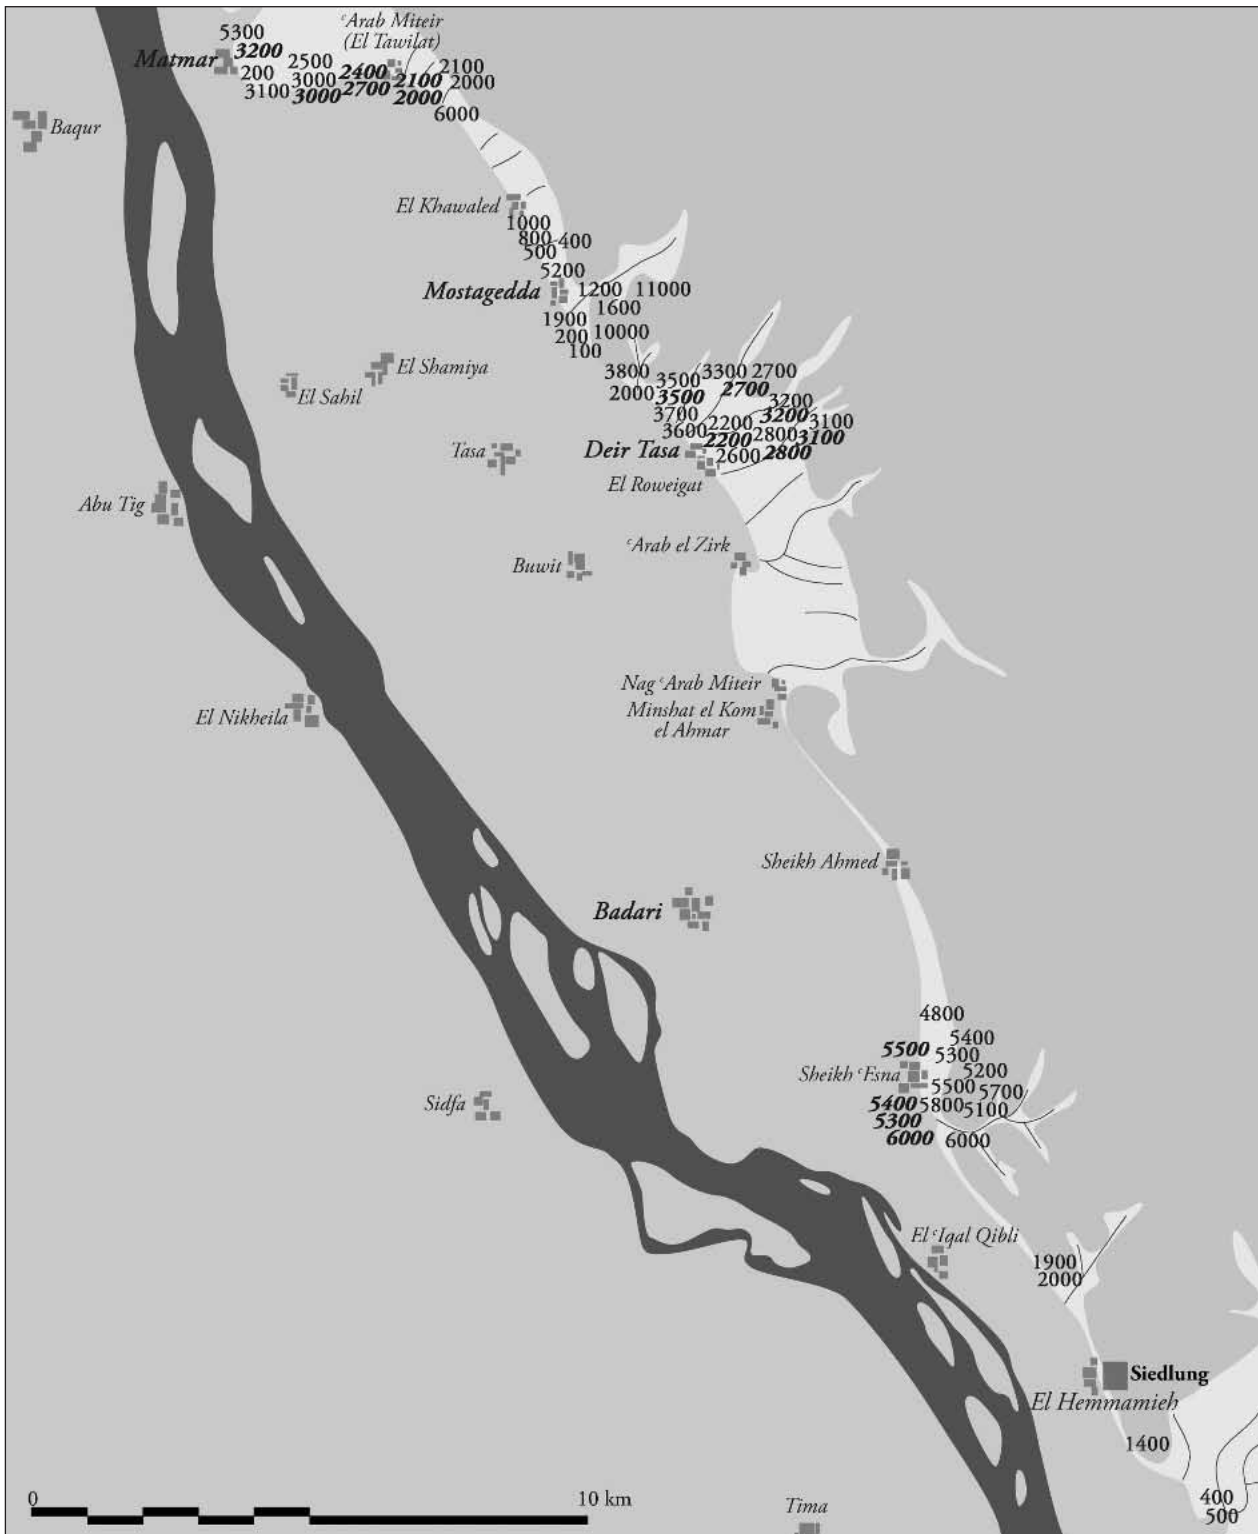 5300
ʿArab Miteir
(El Tawilat)
Matmar
3200
200
2500
3000
3100
3000
2400
2700
2100
2000
2100
2000
6000
Baqur
El Khawaled
1000
800
400
500
5200
Mostagedda
1200
11000
1600
1900
10000
200
100
El Shamiya
El Sahil
3800
3500
3300
2700
2000
3500
2700
3700
3200
3200
3600
2200
3100
Deir Tasa
2200
2800
3100
2600
2800
Tasa
El Roweigat
Abu Tig
ʿArab el Zirk
Buwit
Nag ʿArab Miteir
Minshat el Kom
el Ahmar
El Nikheila
Sheikh Ahmed
Badari
4800
5400
5500
5300
5200
Sheikh ʿEsna
5500
5700
5400
5800
5100
5300
6000
6000
Sidfa
El ʿIqal Qibli
1900
2000
Siedlung
El Hemmamieh
1400
400
500
0
10 km
Tima